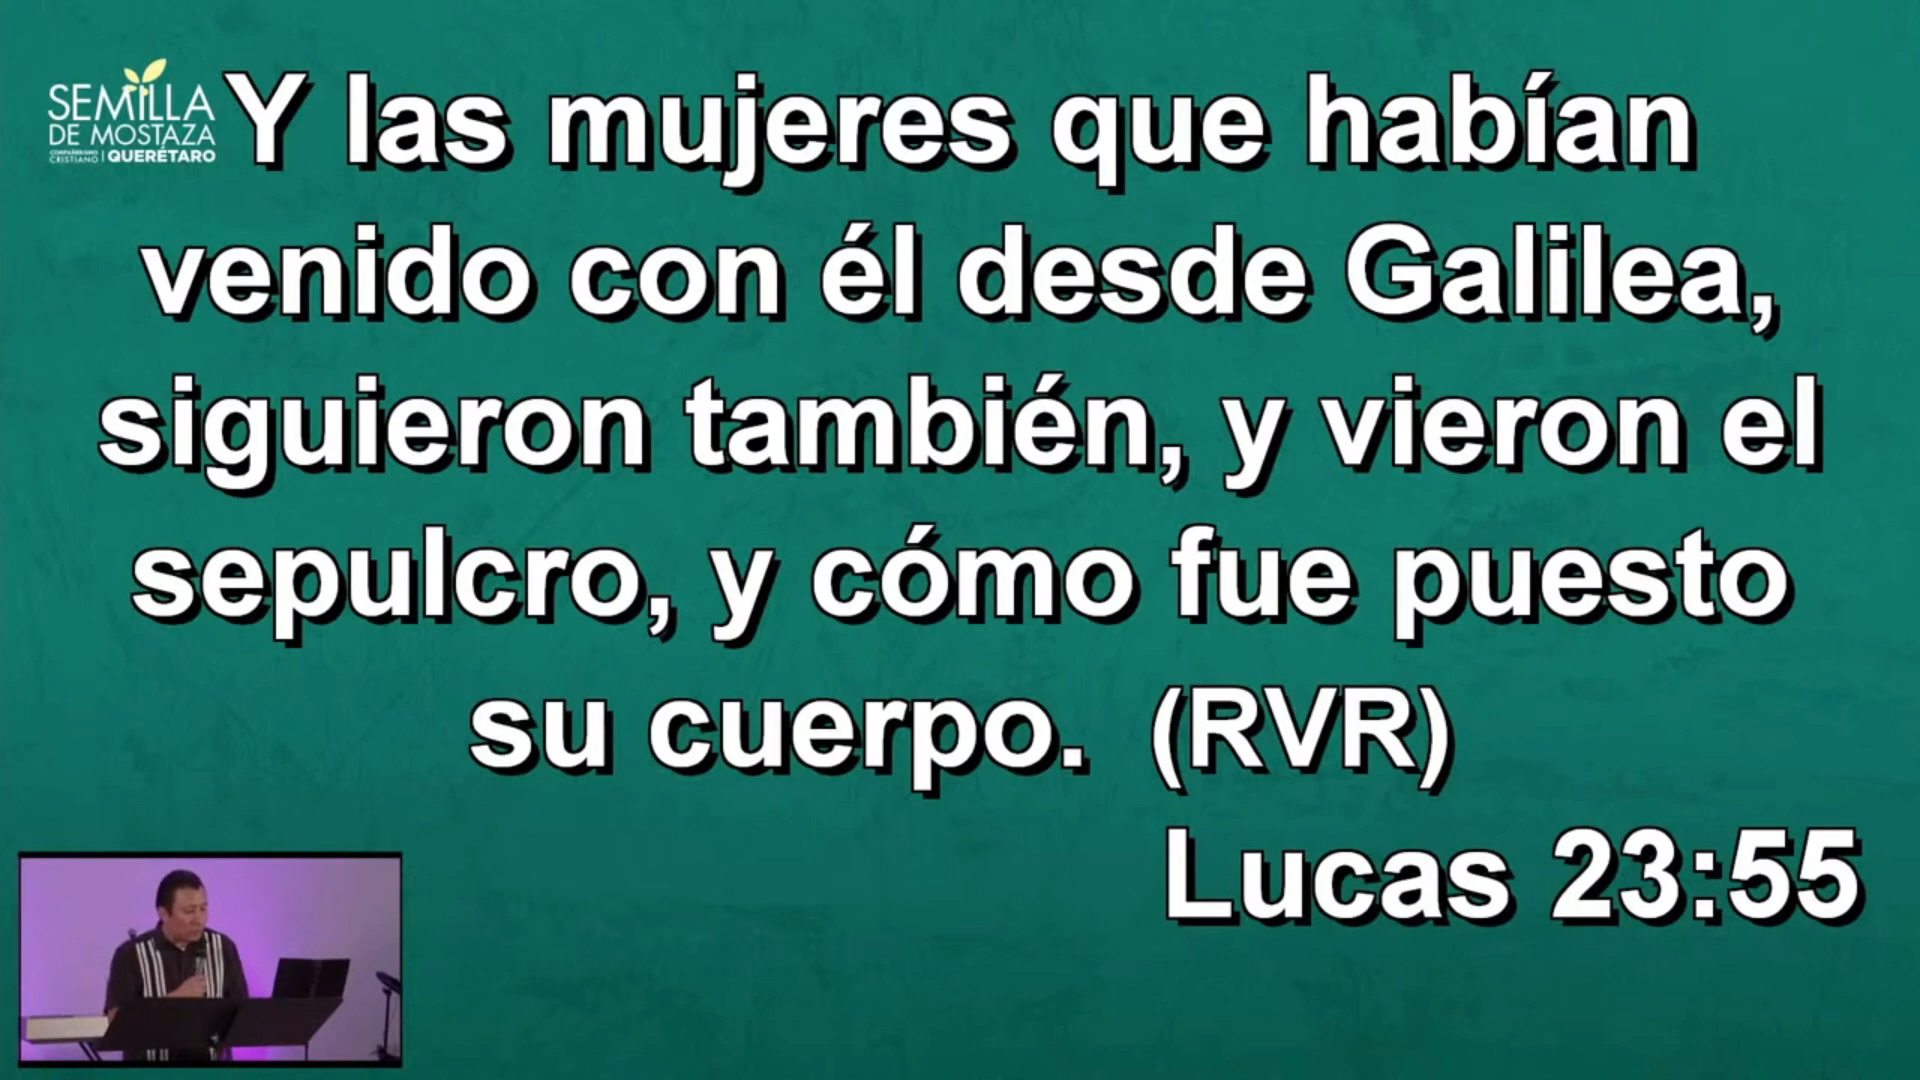 SEMILLA
DE MOSTAZA
COMPAÑERISMO
CRISTIANO | QUERÉTARO
Y las mujeres que habían
venido con él desde Galilea,
siguieron también, y vieron el
sepulcro, y cómo fue puesto
su cuerpo. (RVR)
Lucas 23:55